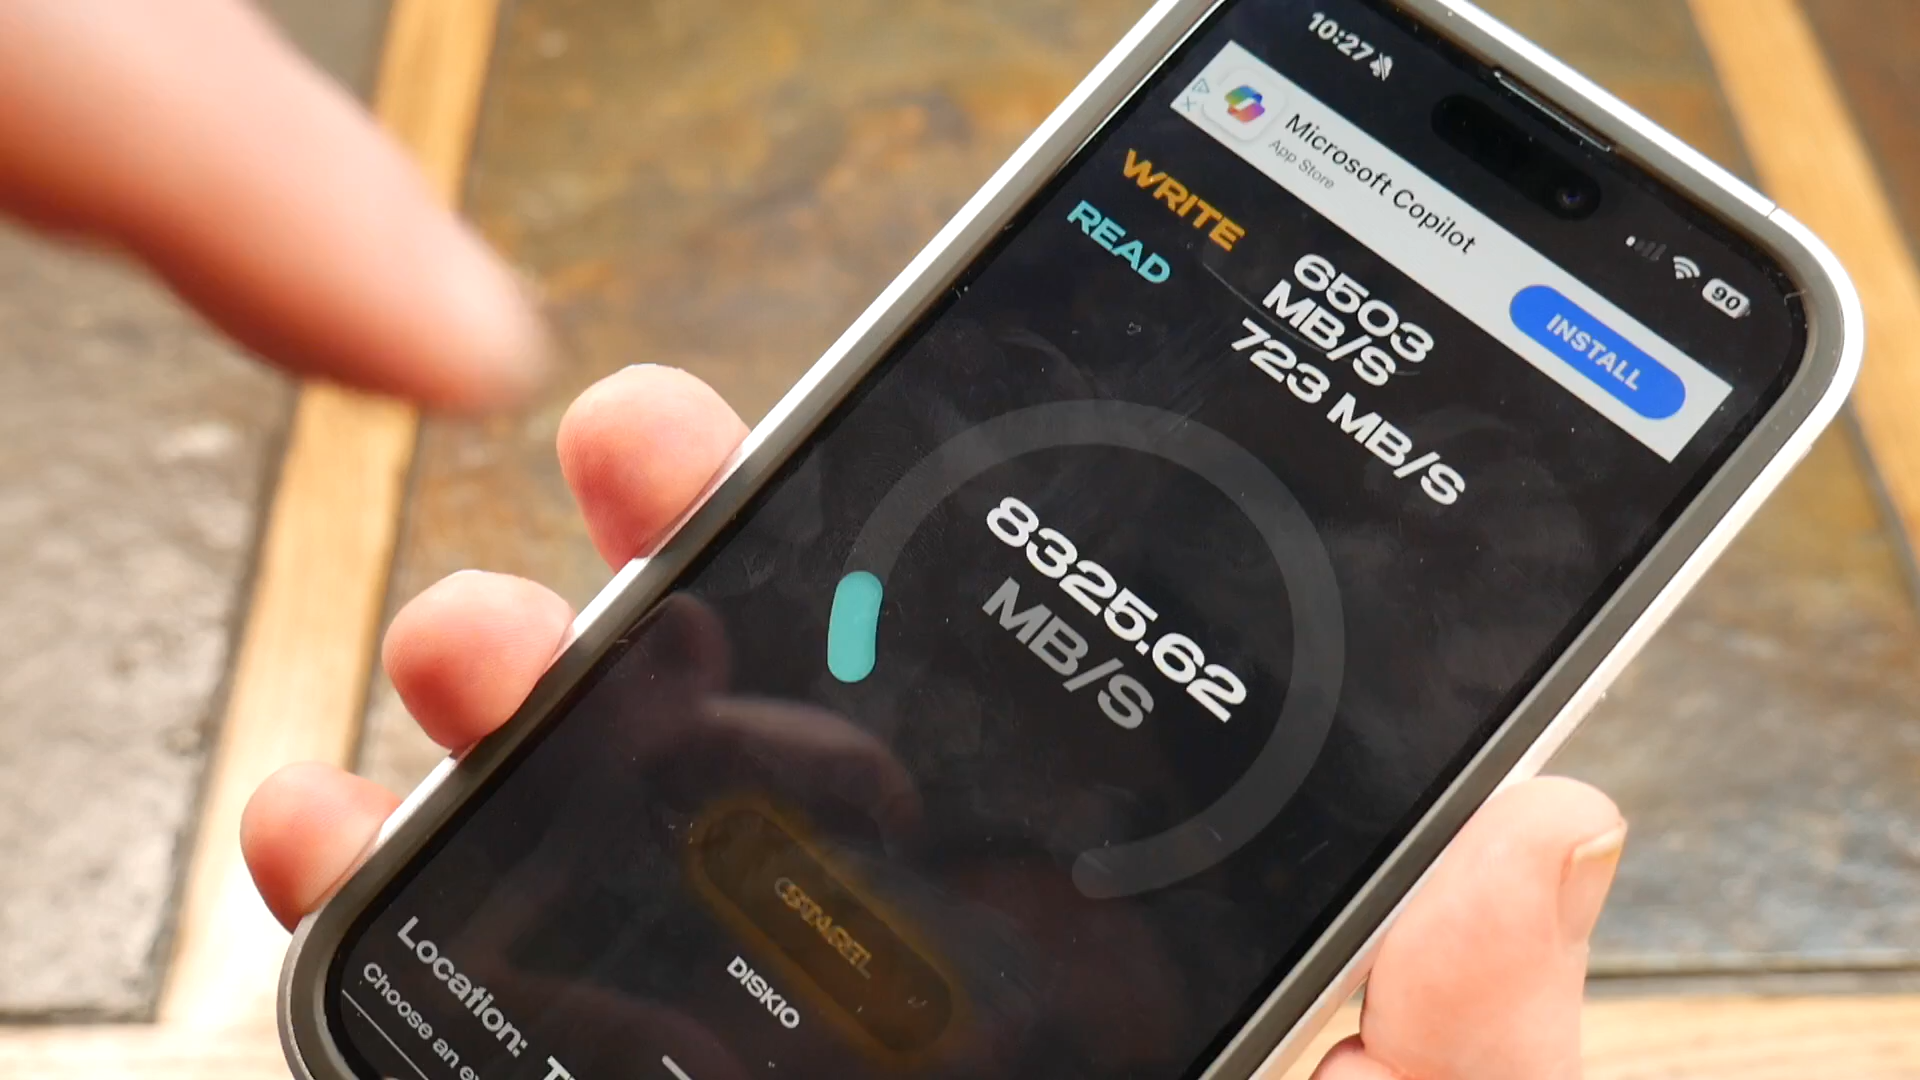 10:27
90
Microsoft Copilot
App Store
INSTALL
WRITE
6503
MB/S
READ
723 MB/S
8325.62
MB/S
DISKIO
Location:
Choose an